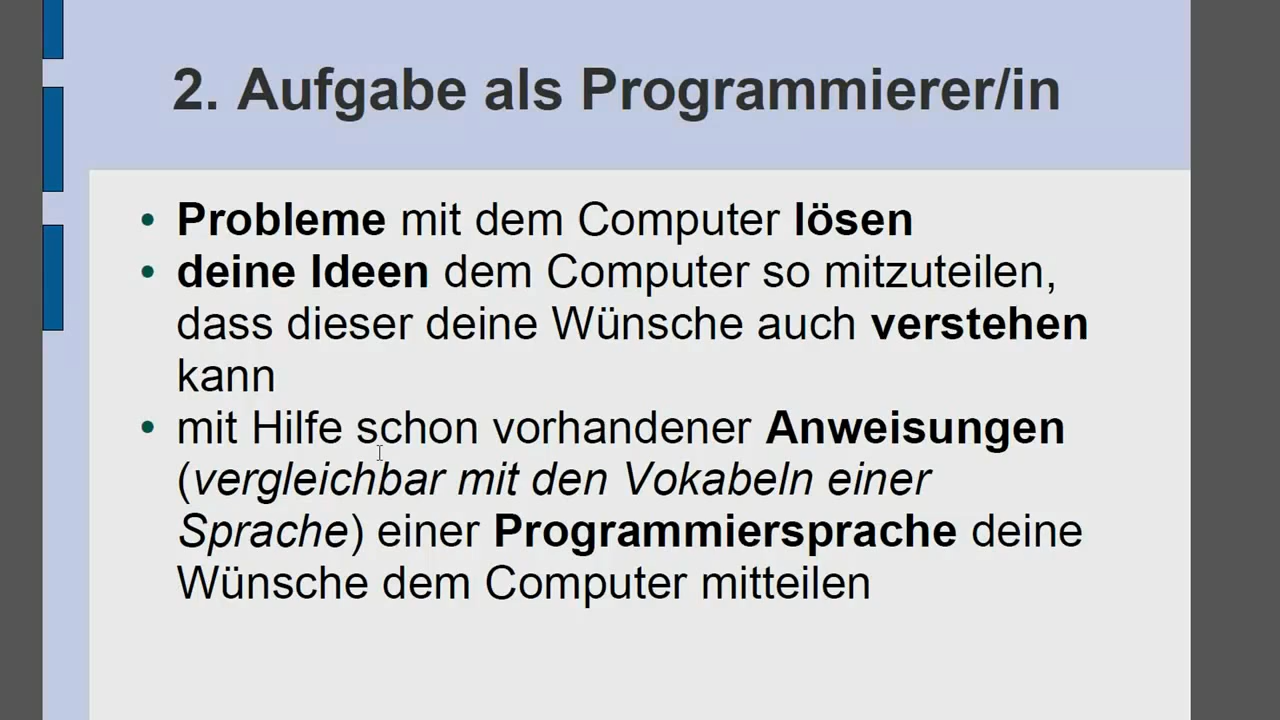 2. Aufgabe als Programmierer/in
• Probleme mit dem Computer lösen
• deine Ideen dem Computer so mitzuteilen,
dass dieser deine Wünsche auch verstehen
kann
• mit Hilfe schon vorhandener Anweisungen
(vergleichbar mit den Vokabeln einer
Sprache) einer Programmiersprache deine
Wünsche dem Computer mitteilen